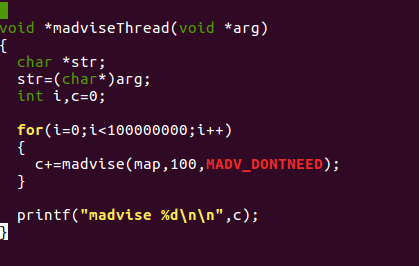 void *madviseThread(void *arg)
{
  char *str;
  str=(char*)arg;
  int i,c=0;

  for(i=0;i<100000000;i++)
  {
    c+=madvise(map,100,MADV_DONTNEED);
  }

  printf("madvise %d\n\n",c);
}